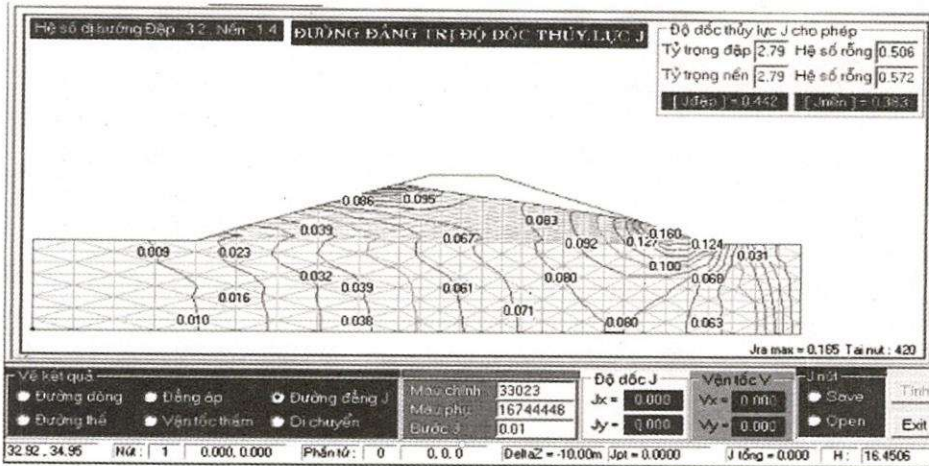 Hệ số dị hướng Đập : 3.2, Nền : 1.4
ĐƯỜNG ĐẲNG TRỊ ĐỘ DỐC THỦY LỰC J
Độ dốc thủy lực J cho phép
Tỷ trọng đập 2.79 Hệ số rỗng 0.506
Tỷ trọng nền 2.79 Hệ số rỗng 0.572
[ Jđập ] = 0.442 [ Jnền ] = 0.383
0.086 0.095
0.083 0.160
0.039 0.067 0.092 0.127 0.124
0.009 0.023 0.031
0.100
0.032 0.039 0.061 0.080 0.068
0.016
0.071
0.010 0.038 0.080 0.063
Jra max = 0.165 Tại nút : 420
Vẽ kết quả
Đường dòng Đẳng áp Đường đẳng J
Đường thế Vận tốc thấm Di chuyển
Màu chính 33023
Màu phụ 16744448
Bước J 0.01
Độ dốc J
Jx = 0.000
Jy = 0.000
Vận tốc V
Vx = 0.000
Vy = 0.000
J nút
Save
Open
Tính
Exit
32.92 , 34.95 Nút : 1 0.000, 0.000 Phần tử : 0 0, 0, 0 DeltaZ = -10.00m Jpt = 0.0000 J tổng = 0.0000 H : 16.4506